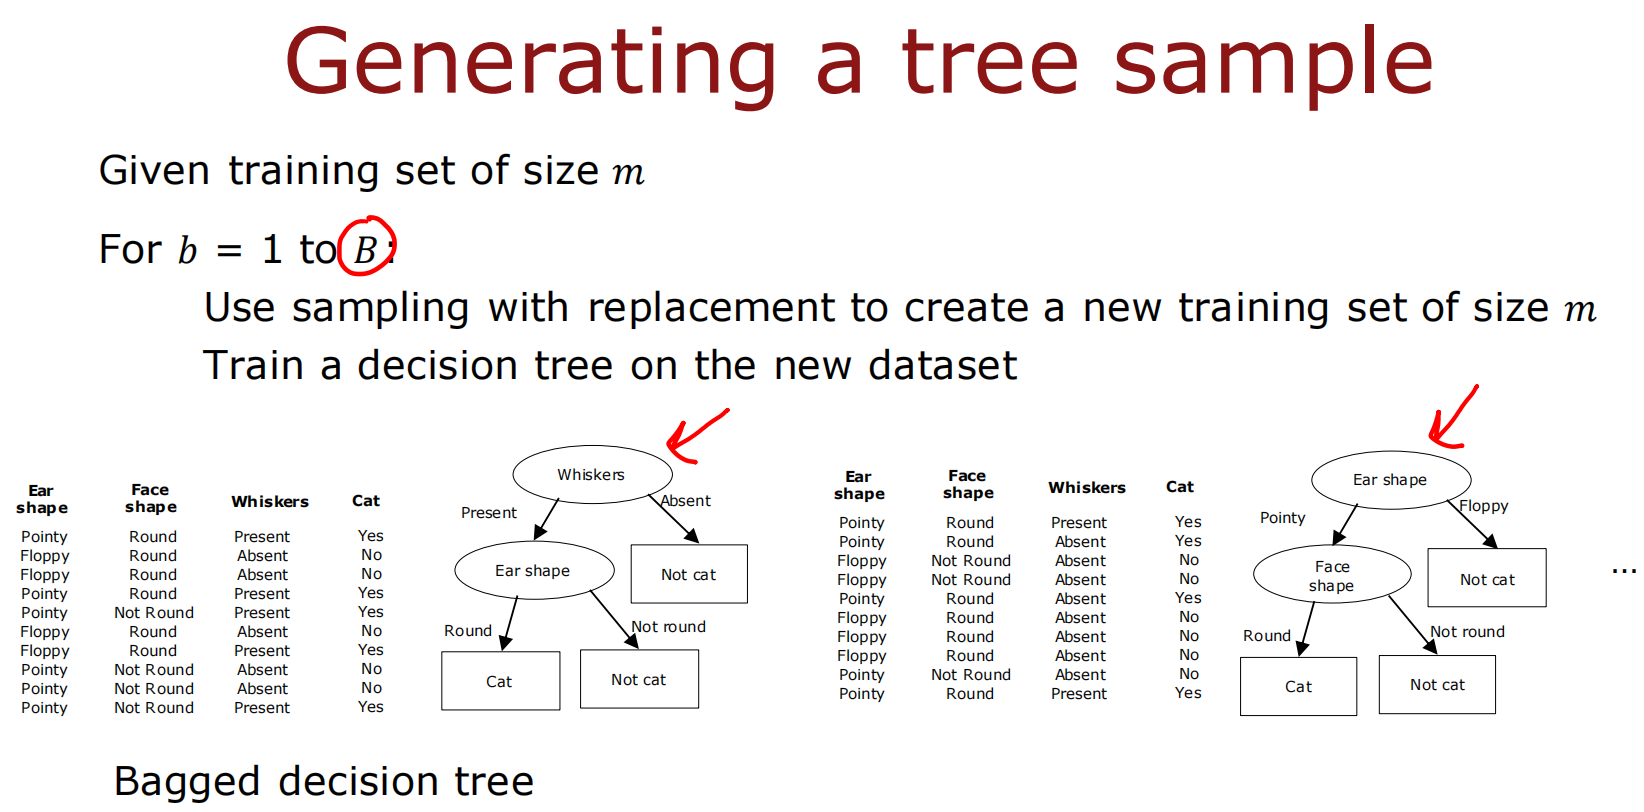 Generating a tree sample
Given training set of size m
For b = 1 to B:
Use sampling with replacement to create a new training set of size m
Train a decision tree on the new dataset
Ear shape Face shape Whiskers Cat
Pointy Round Present Yes
Floppy Round Absent No
Floppy Round Absent No
Pointy Round Present Yes
Pointy Not Round Present Yes
Floppy Round Absent No
Floppy Round Present Yes
Pointy Not Round Absent No
Pointy Not Round Absent No
Pointy Not Round Present Yes
Whiskers
Present
Absent
Ear shape
Not cat
Round
Not round
Cat
Not cat
Ear shape Face shape Whiskers Cat
Pointy Round Present Yes
Pointy Round Absent Yes
Floppy Not Round Absent No
Floppy Not Round Absent No
Pointy Round Absent Yes
Floppy Round Absent No
Floppy Round Absent No
Floppy Round Absent No
Pointy Not Round Absent No
Pointy Round Present Yes
Ear shape
Pointy
Floppy
Face
shape
Not cat
Round
Not round
Cat
Not cat
...
Bagged decision tree